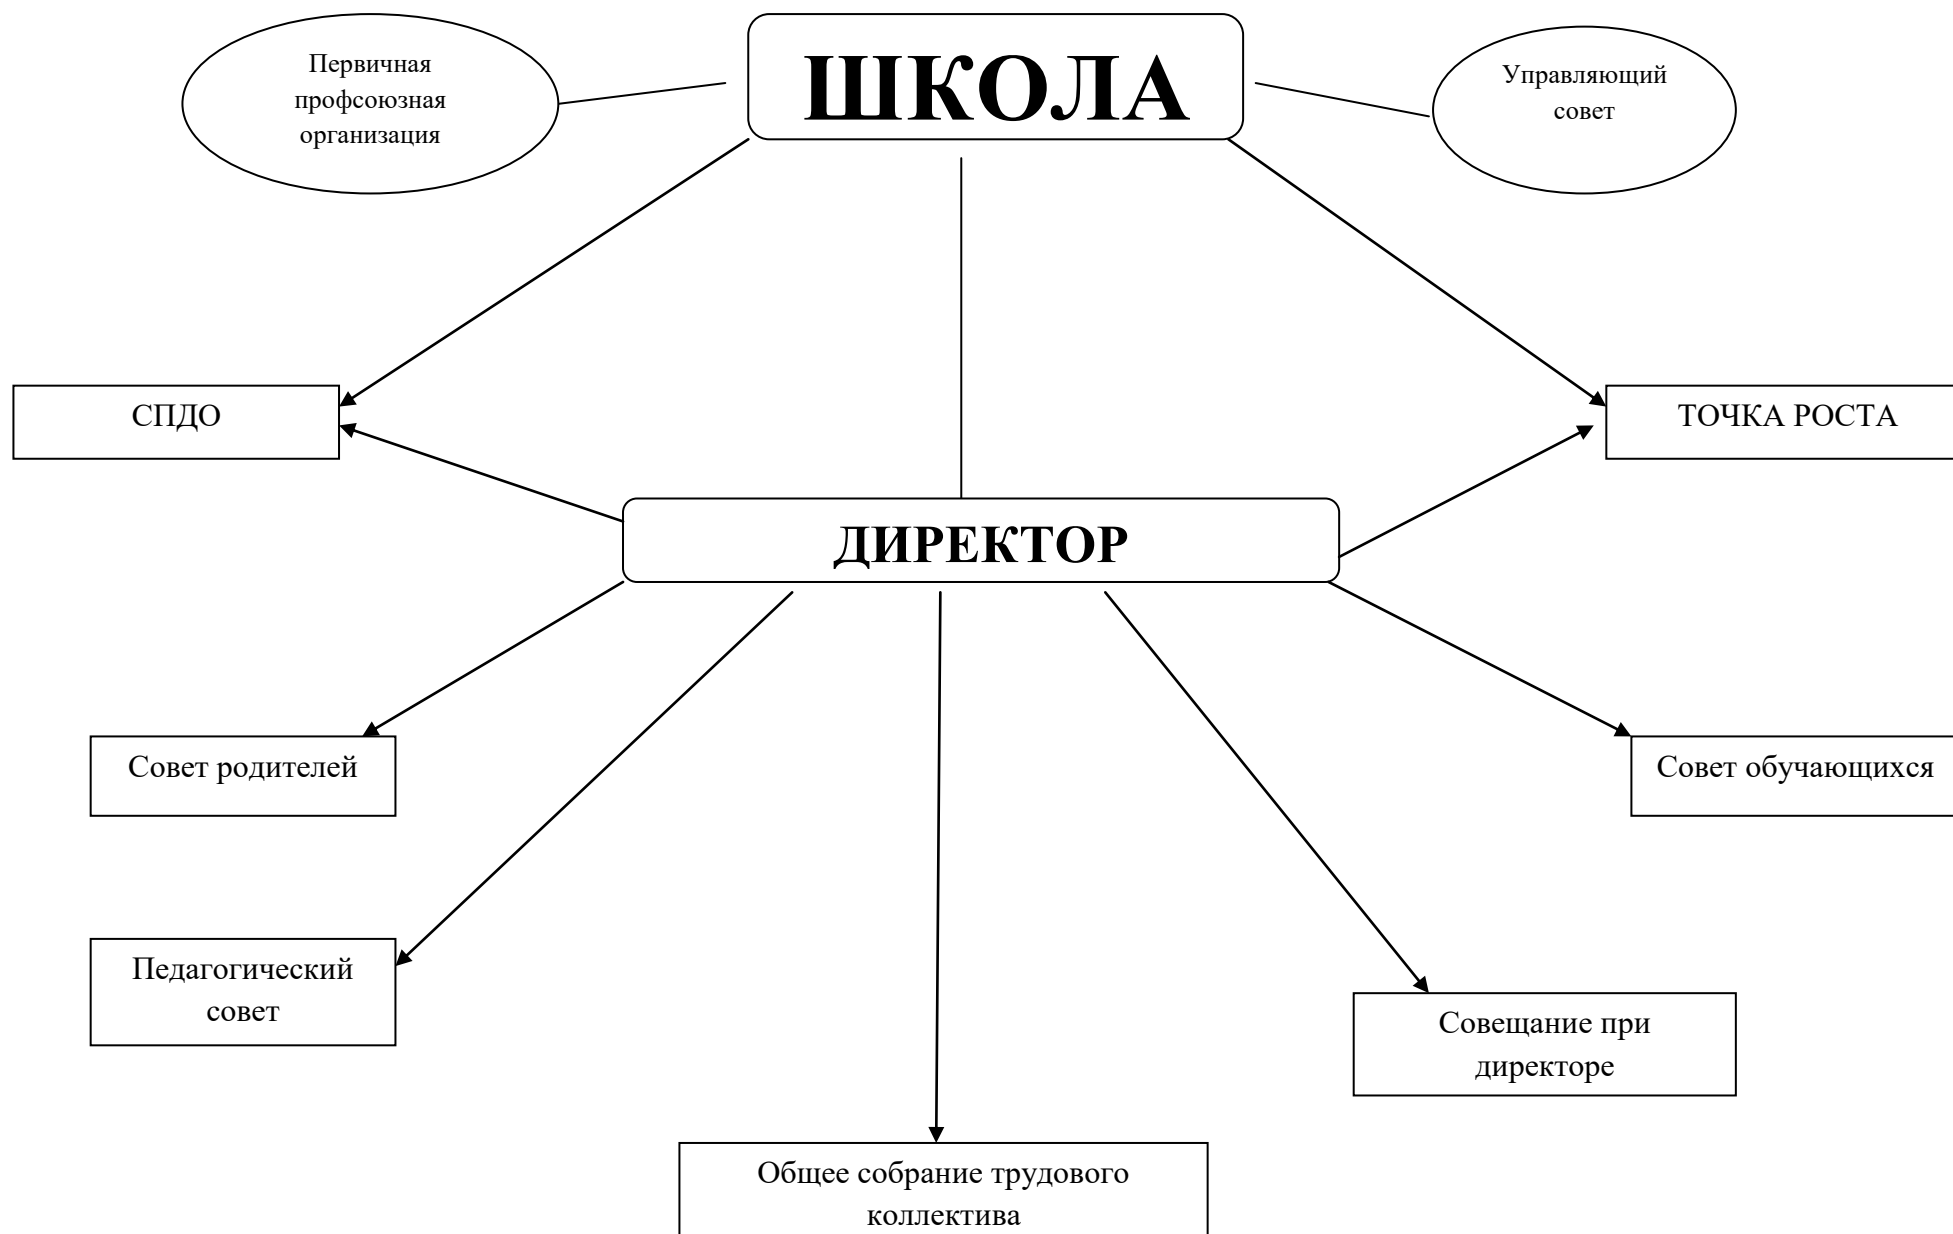 Первичная
профсоюзная
организация
ШКОЛА
Управляющий
совет
СПДО
ТОЧКА РОСТА
ДИРЕКТОР
Совет родителей
Совет обучающихся
Педагогический
совет
Совещание при
директоре
Общее собрание трудового
коллектива